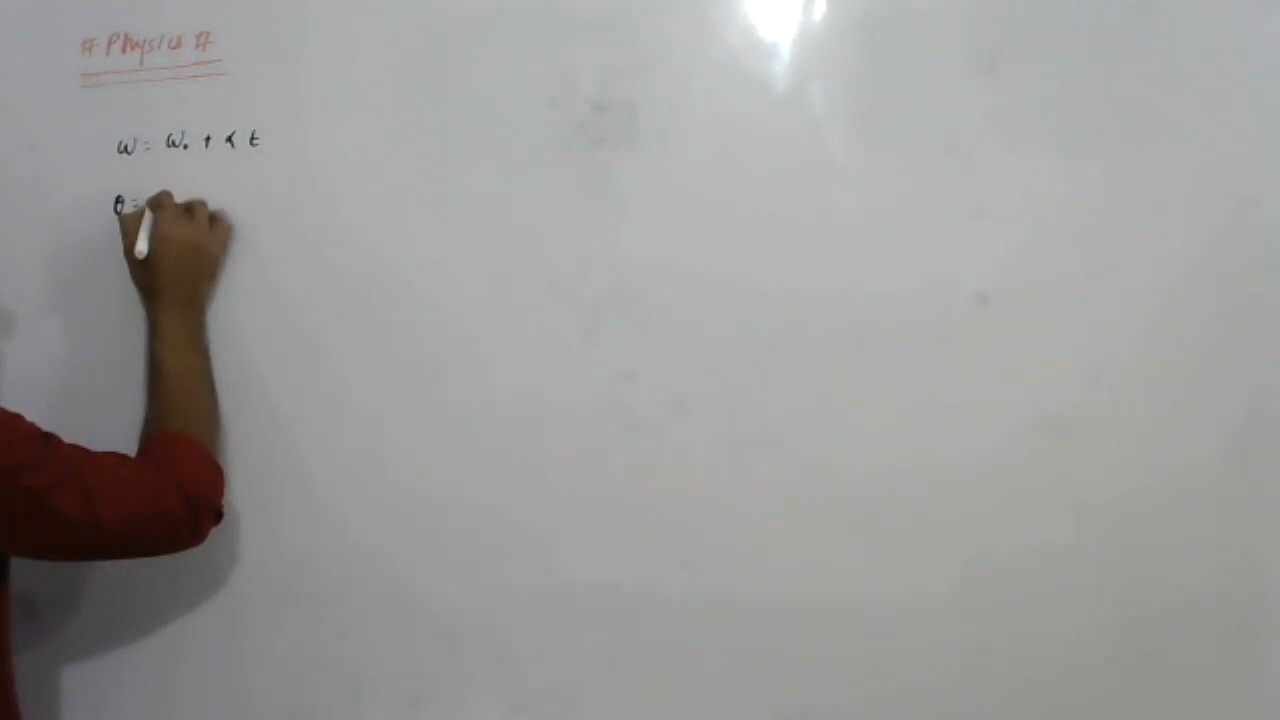 # Physics #
ω = ω₀ + α t
θ =